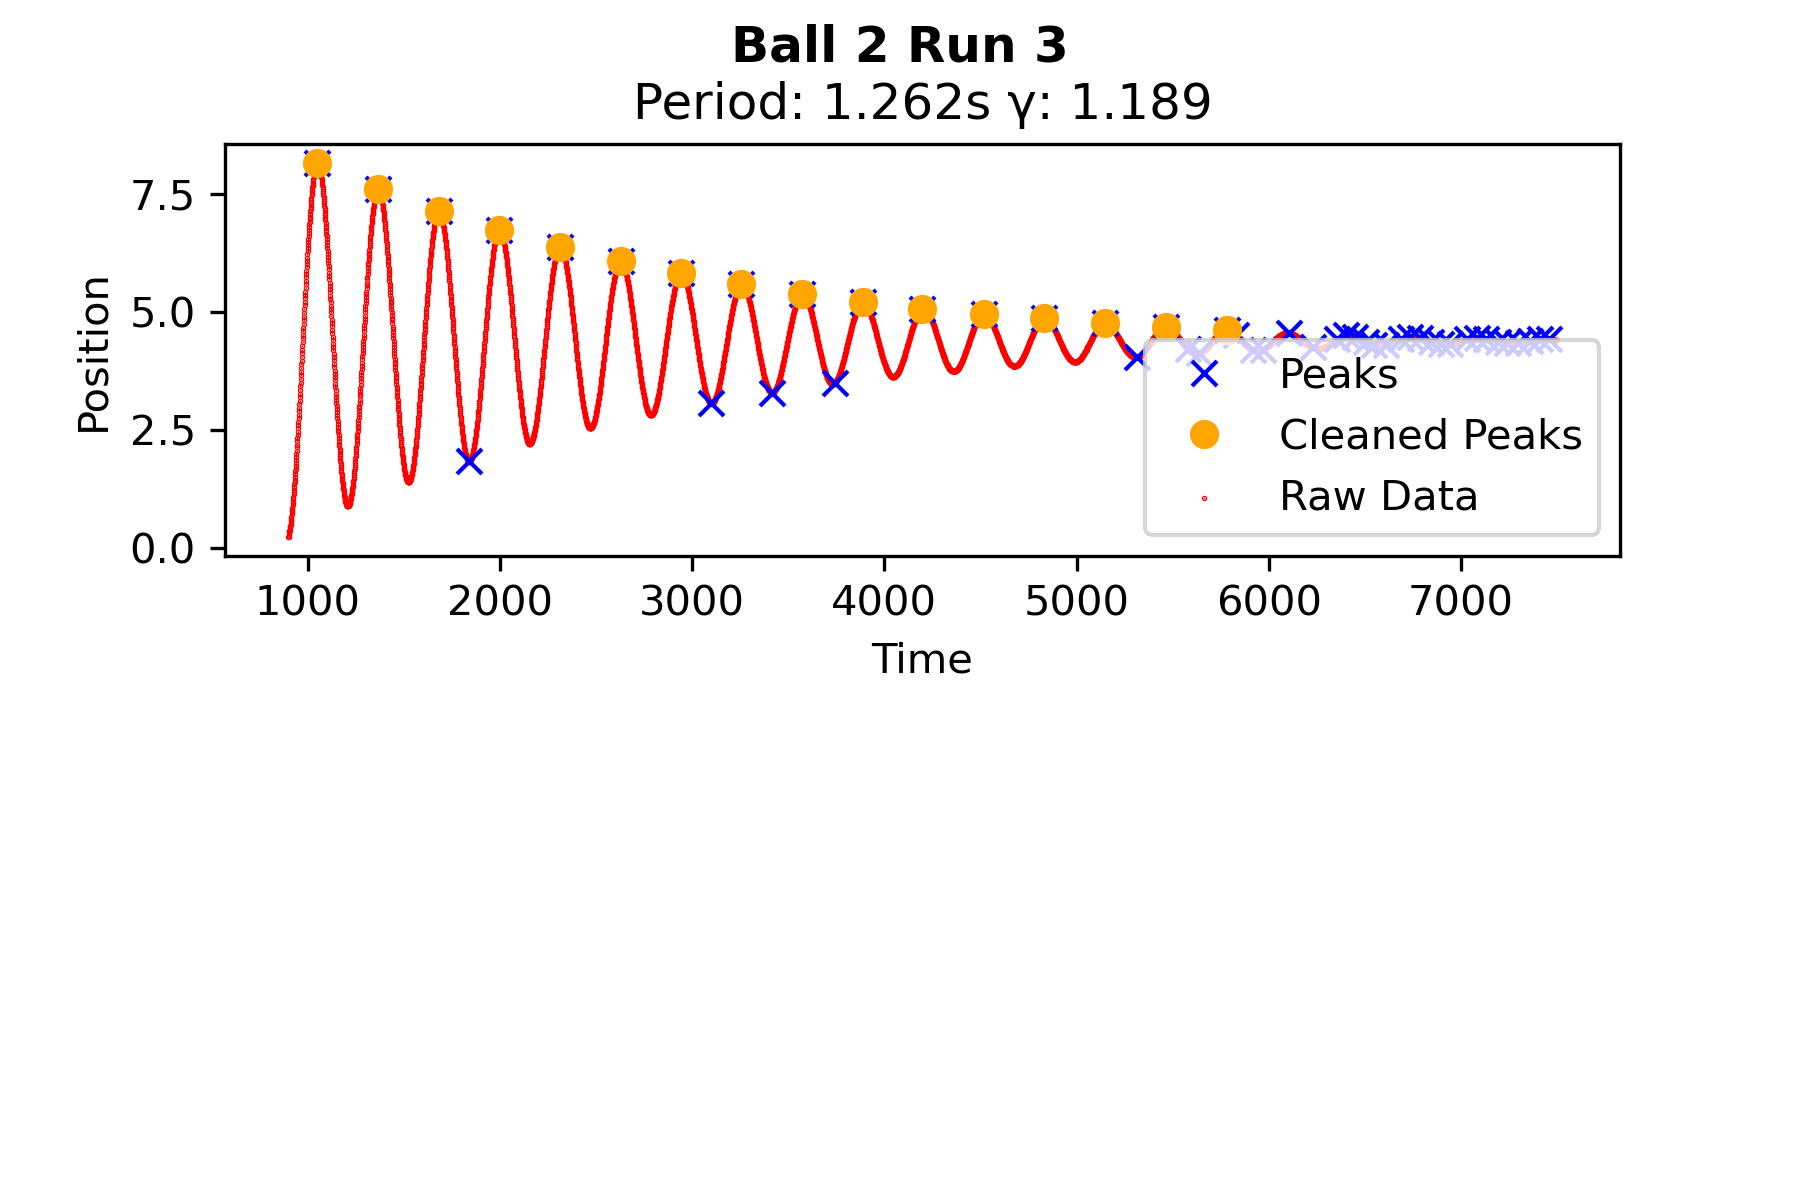 Ball 2 Run 3
Period: 1.262s γ: 1.189
Position
7.5
5.0
2.5
0.0
Peaks
Cleaned Peaks
Raw Data
1000 2000 3000 4000 5000 6000 7000
Time